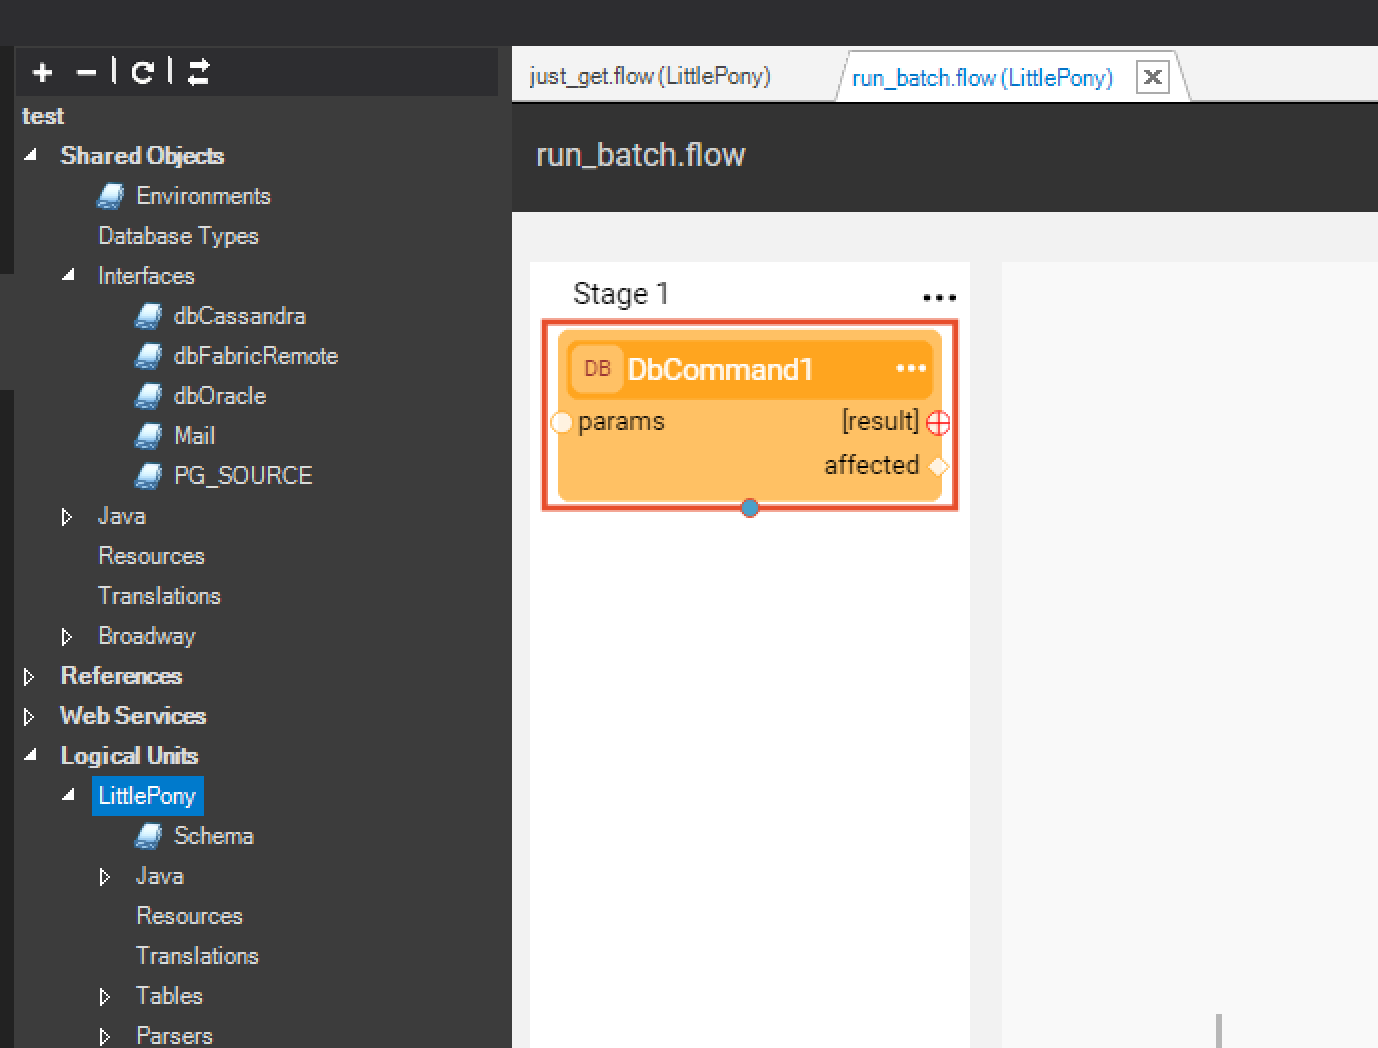 test
Shared Objects
Environments
Database Types
Interfaces
dbCassandra
dbFabricRemote
dbOracle
Mail
PG_SOURCE
Java
Resources
Translations
Broadway
References
Web Services
Logical Units
LittlePony
Schema
Java
Resources
Translations
Tables
Parsers
just_get.flow (LittlePony)
run_batch.flow (LittlePony)
run_batch.flow
Stage 1
DB DbCommand1
params [result]
affected